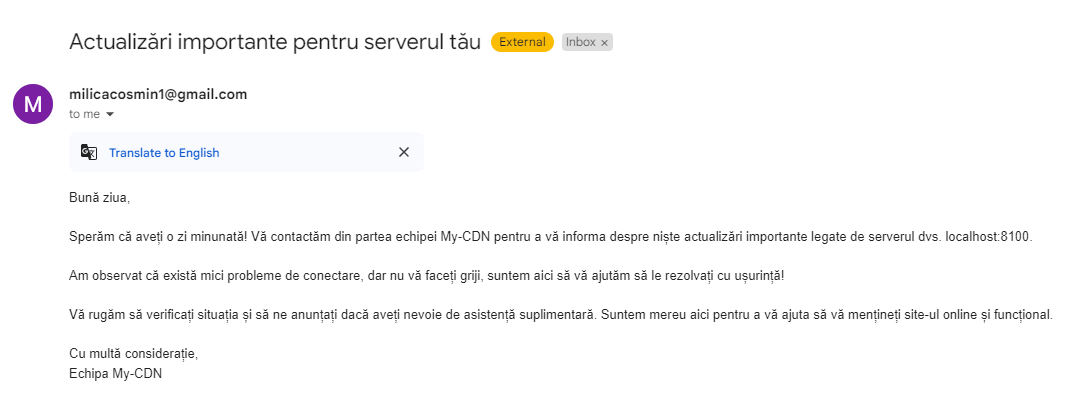 Actualizări importante pentru serverul tău External Inbox ×
M
milicacosmin1@gmail.com
to me
Translate to English
Bună ziua,
Sperăm că aveți o zi minunată! Vă contactăm din partea echipei My-CDN pentru a vă informa despre niște actualizări importante legate de serverul dvs. localhost:8100.
Am observat că există mici probleme de conectare, dar nu vă faceți griji, suntem aici să vă ajutăm să le rezolvați cu ușurință!
Vă rugăm să verificați situația și să ne anunțați dacă aveți nevoie de asistență suplimentară. Suntem mereu aici pentru a vă ajuta să vă mențineți site-ul online și funcțional.
Cu multă considerație,
Echipa My-CDN